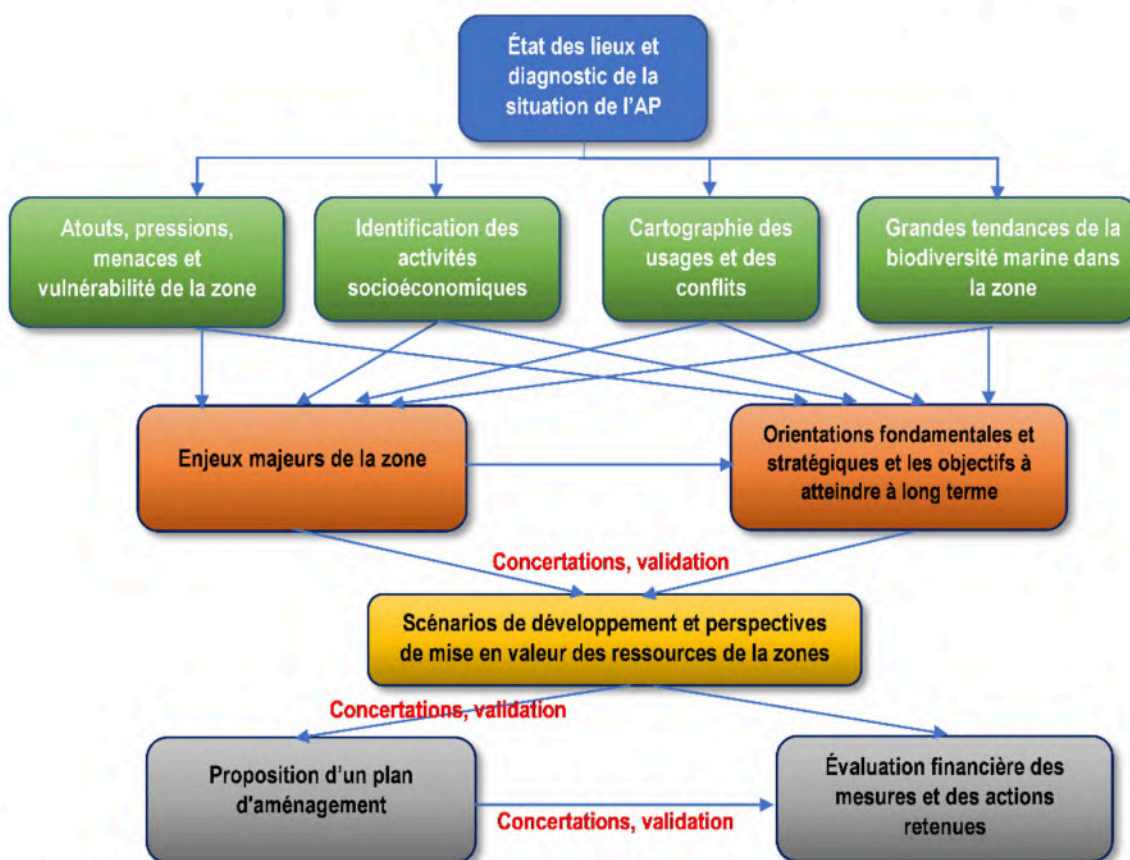 État des lieux et
diagnostic de la
situation de l'AP
Atouts, pressions,
menaces et
vulnérabilité de la zone
Identification des
activités
socioéconomiques
Cartographie des
usages et des
conflits
Grandes tendances de la
biodiversité marine dans
la zone
Enjeux majeurs de la zone
Orientations fondamentales et
stratégiques et les objectifs à
atteindre à long terme
Concertations, validation
Scénarios de développement et perspectives
de mise en valeur des ressources de la zones
Concertations, validation
Proposition d'un plan
d'aménagement
Concertations, validation
Évaluation financière des
mesures et des actions
retenues